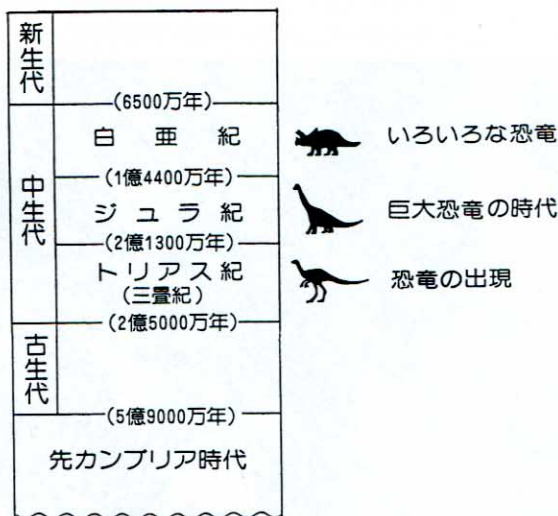 新生代
(6500万年)
白亜紀
いろいろな恐竜
(1億4400万年)
中生代
ジュラ紀
巨大恐竜の時代
(2億1300万年)
トリアス紀
(三畳紀)
恐竜の出現
(2億5000万年)
古生代
(5億9000万年)
先カンブリア時代